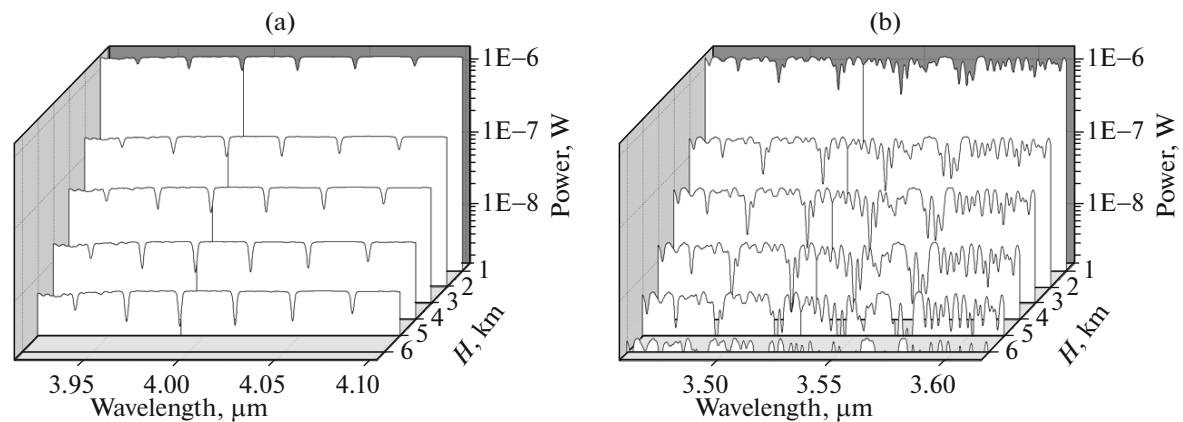 (a)
1E–6
1E–7
1E–8
Power, W
1
2
3
4
5
6
H, km
3.95 4.00 4.05 4.10
Wavelength, μm
(b)
1E–6
1E–7
1E–8
Power, W
1
2
3
4
5
6
H, km
3.50 3.55 3.60
Wavelength, μm